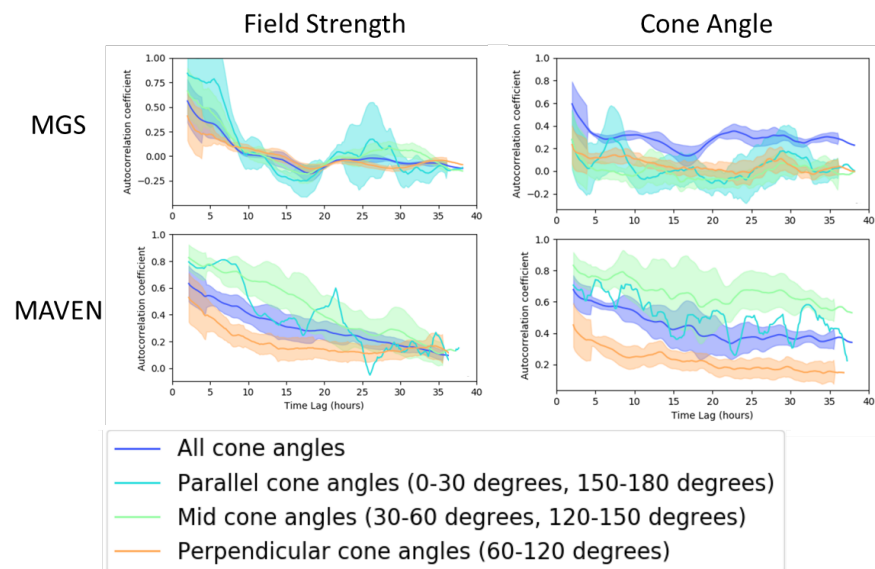 Field Strength
Cone Angle
MGS
Autocorrelation coefficient
1.00
0.75
0.50
0.25
0.00
−0.25
0 5 10 15 20 25 30 35 40
Autocorrelation coefficient
1.0
0.8
0.6
0.4
0.2
0.0
−0.2
0 5 10 15 20 25 30 35 40
MAVEN
Autocorrelation coefficient
1.0
0.8
0.6
0.4
0.2
0.0
0 5 10 15 20 25 30 35 40
Time Lag (hours)
Autocorrelation coefficient
1.0
0.8
0.6
0.4
0.2
0 5 10 15 20 25 30 35 40
Time Lag (hours)
All cone angles
Parallel cone angles (0-30 degrees, 150-180 degrees)
Mid cone angles (30-60 degrees, 120-150 degrees)
Perpendicular cone angles (60-120 degrees)